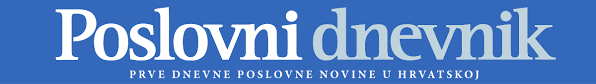 Poslovni dnevnik
PRVE DNEVNE POSLOVNE NOVINE U HRVATSKOJ